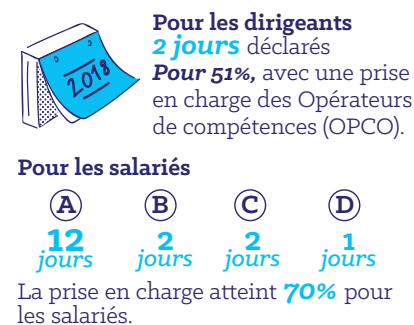 2018
Pour les dirigeants
2 jours déclarés
Pour 51%, avec une prise
en charge des Opérateurs
de compétences (OPCO).
Pour les salariés
A B C D
12 2 2 1
jours jours jours jours
La prise en charge atteint 70% pour
les salariés.